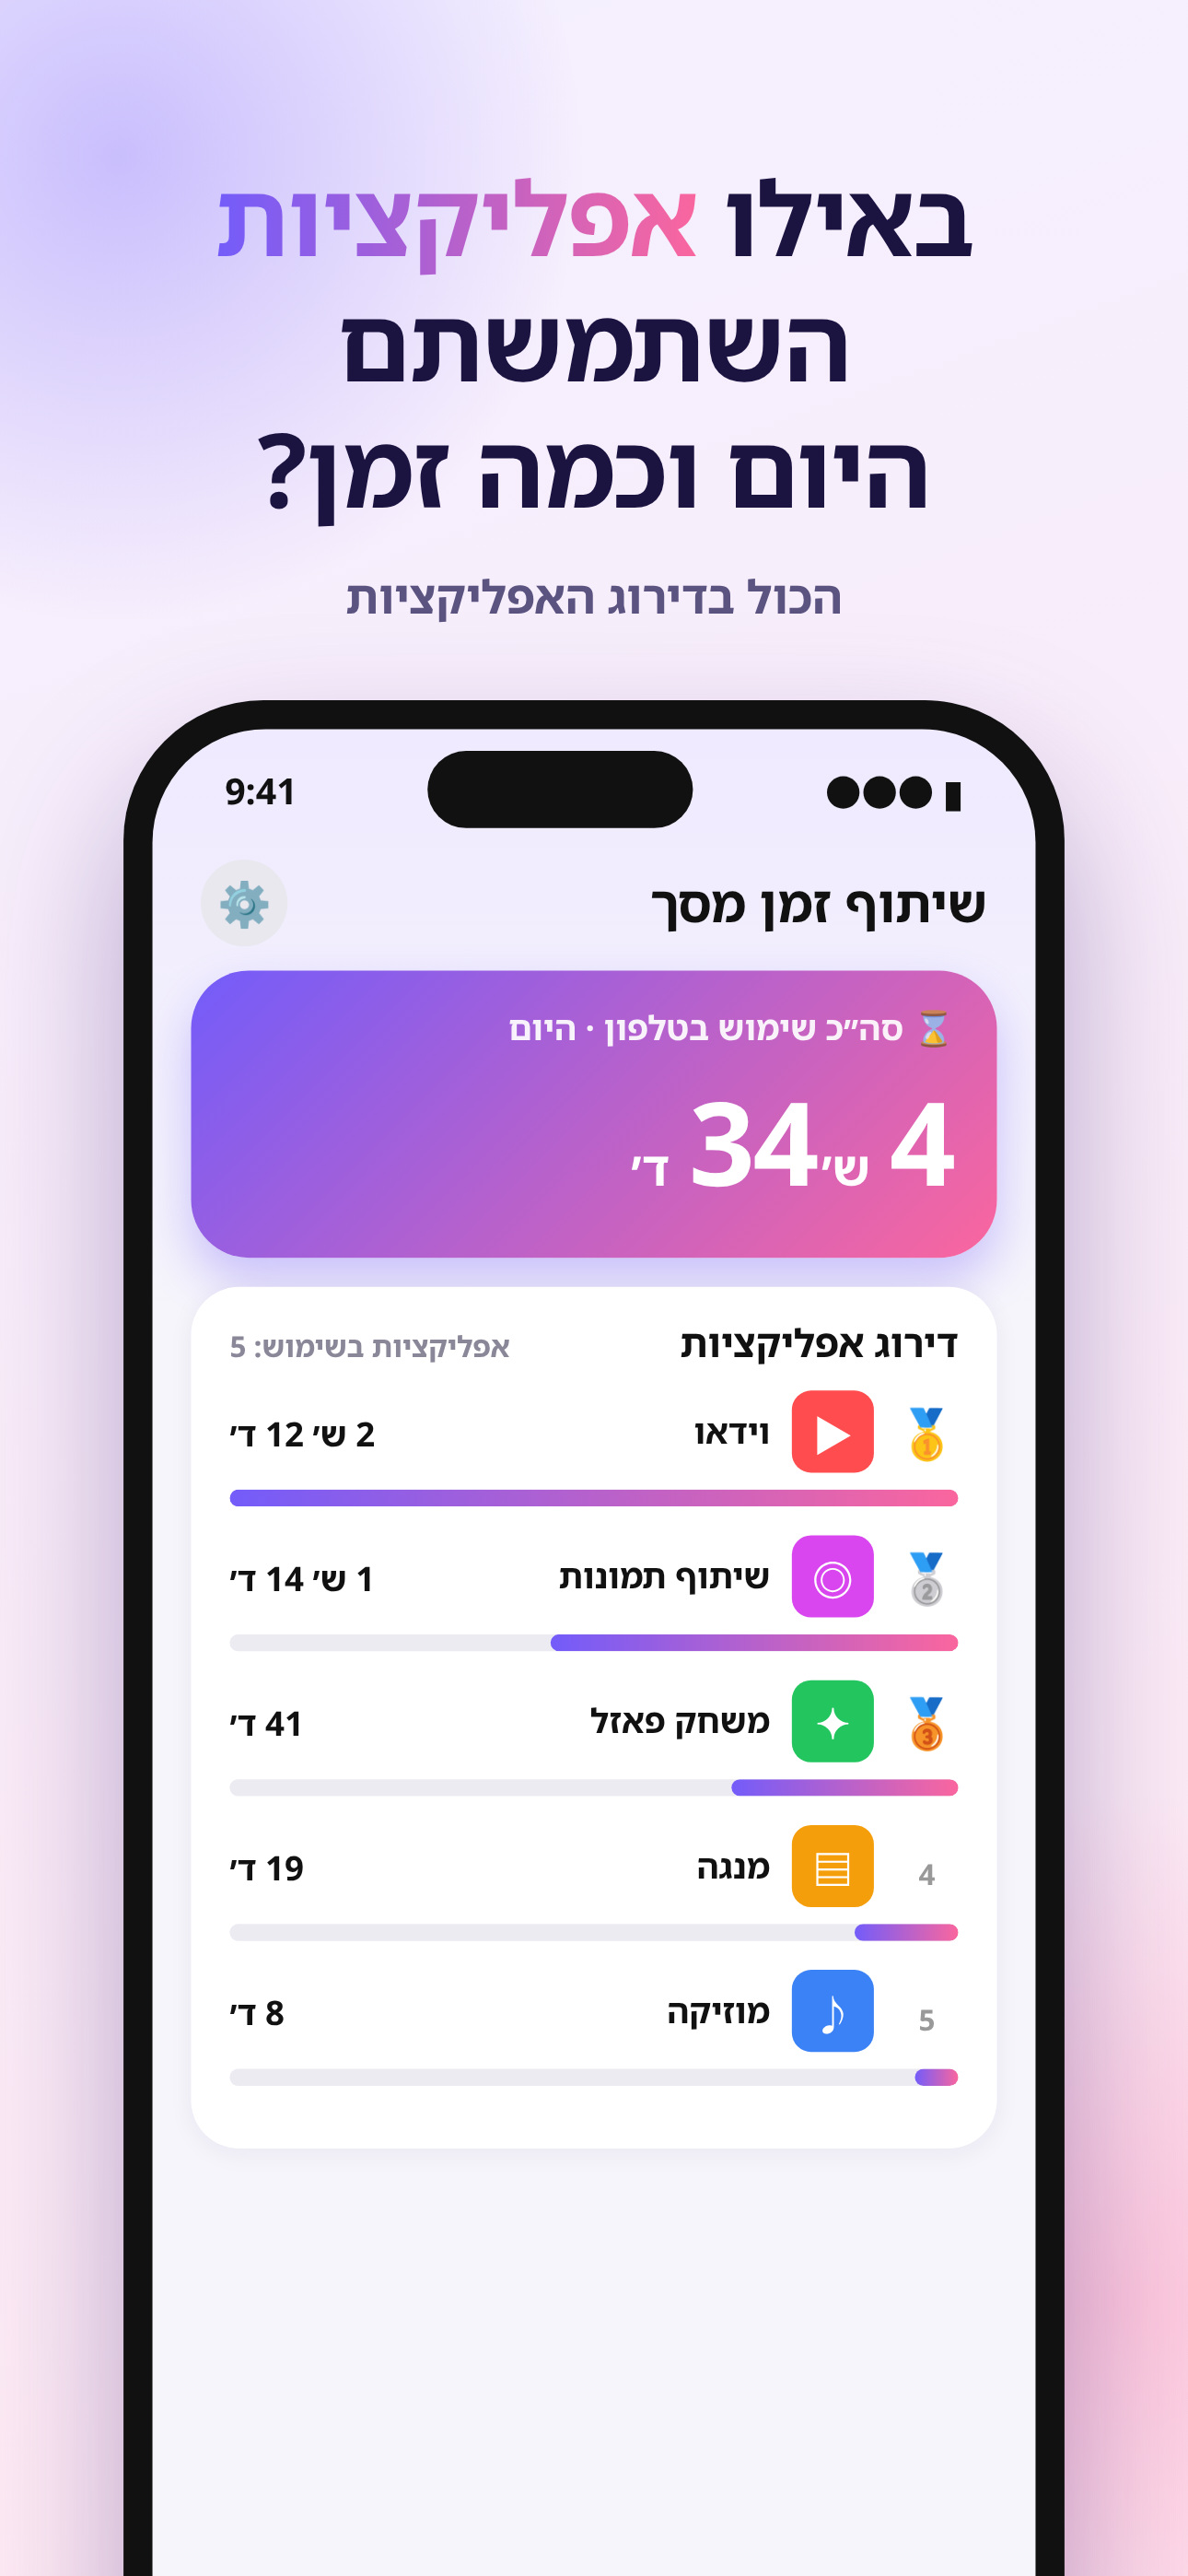 באילו אפליקציות
השתמשתם
היום וכמה זמן?
הכול בדירוג האפליקציות
9:41
שיתוף זמן מסך
⌛ סה״כ שימוש בטלפון · היום
4 ש׳ 34 ד׳
דירוג אפליקציות
אפליקציות בשימוש: 5
🥇 וידאו 2 ש׳ 12 ד׳
🥈 שיתוף תמונות 1 ש׳ 14 ד׳
🥉 משחק פאזל 41 ד׳
4 מנגה 19 ד׳
5 מוזיקה 8 ד׳